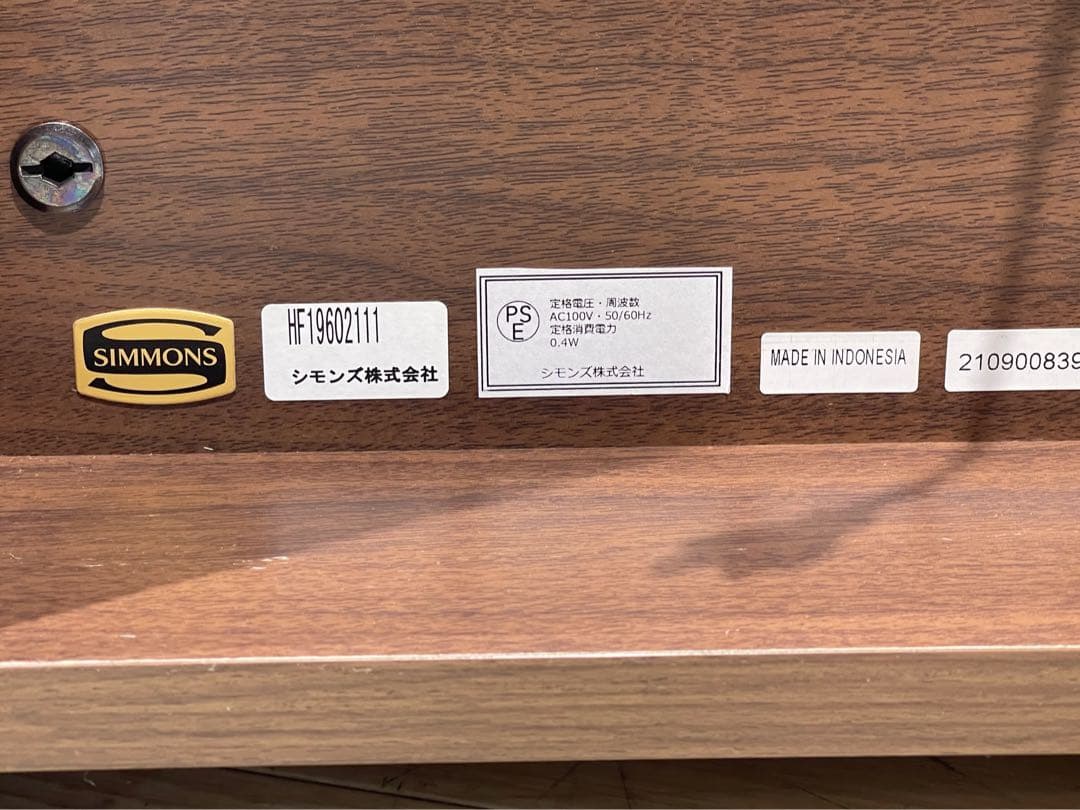 SIMMONS
HF19602111
シモンズ株式会社
PS
E
定格電圧・周波数
AC100V・50/60Hz
定格消費電力
0.4W
シモンズ株式会社
MADE IN INDONESIA
210900839